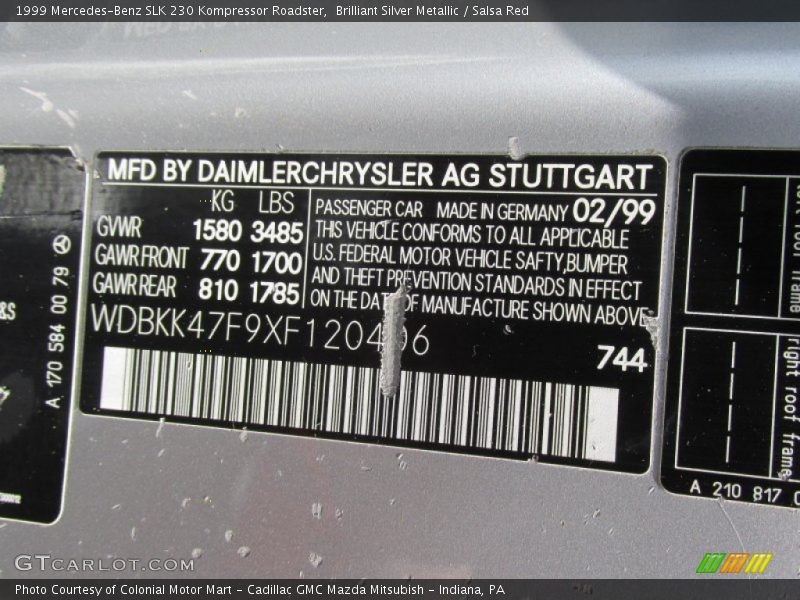 1999 Mercedes-Benz SLK 230 Kompressor Roadster, Brilliant Silver Metallic / Salsa Red
MFD BY DAIMLERCHRYSLER AG STUTTGART
KG LBS
GVWR 1580 3485
GAWR FRONT 770 1700
GAWR REAR 810 1785
PASSENGER CAR MADE IN GERMANY 02/99
THIS VEHICLE CONFORMS TO ALL APPLICABLE
U.S. FEDERAL MOTOR VEHICLE SAFTY,BUMPER
AND THEFT PREVENTION STANDARDS IN EFFECT
ON THE DATE OF MANUFACTURE SHOWN ABOVE
744
&S
A 170 584 00 79
right roof frame
A 210 817
GTCARLOT.COM
Photo Courtesy of Colonial Motor Mart - Cadillac GMC Mazda Mitsubish - Indiana, PA